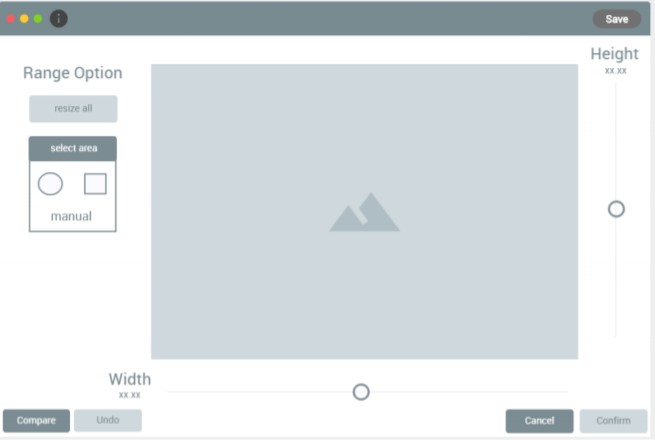 i
Save
Range Option
resize all
select area
manual
Height
xx.xx
Width
xx.xx
Compare
Undo
Cancel
Confirm